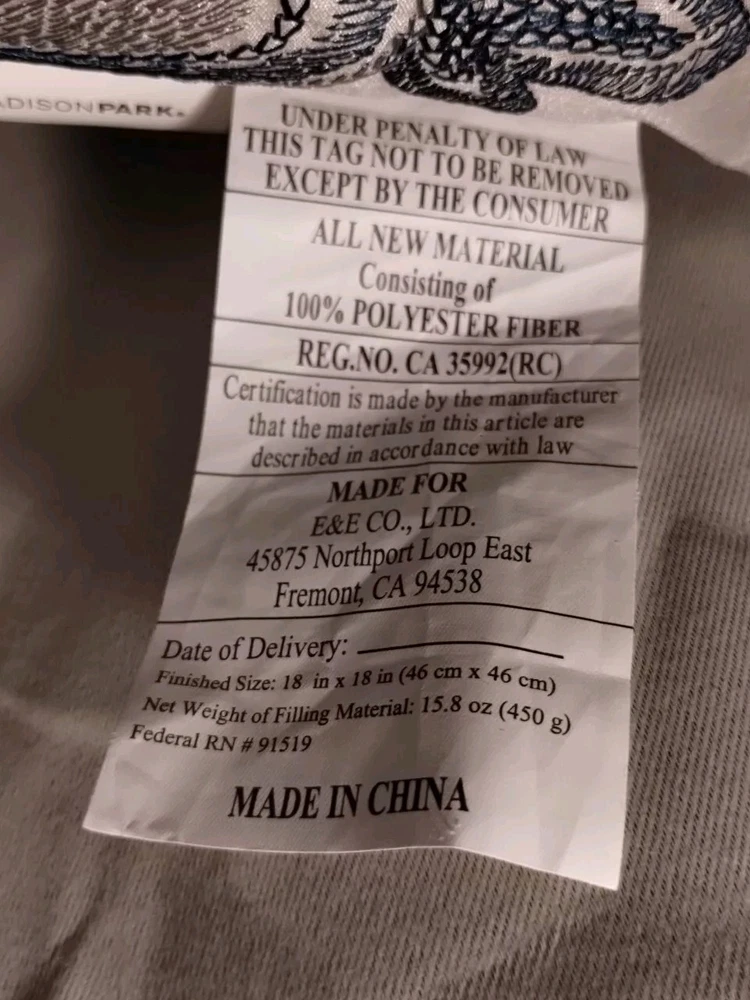 ADISONPARK.
UNDER PENALTY OF LAW
THIS TAG NOT TO BE REMOVED
EXCEPT BY THE CONSUMER
ALL NEW MATERIAL
Consisting of
100% POLYESTER FIBER
REG.NO. CA 35992(RC)
Certification is made by the manufacturer
that the materials in this article are
described in accordance with law
MADE FOR
E&E CO., LTD.
45875 Northport Loop East
Fremont, CA 94538
Date of Delivery:
Finished Size: 18 in x 18 in (46 cm x 46 cm)
Net Weight of Filling Material: 15.8 oz (450 g)
Federal RN # 91519
MADE IN CHINA